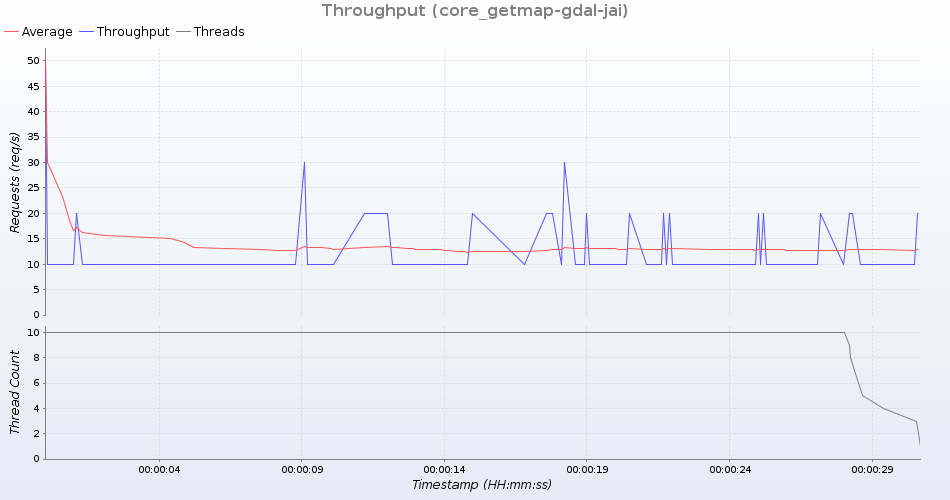 Throughput (core_getmap-gdal-jai)
Average Throughput Threads
50
45
40
35
30
25
20
15
10
5
0
Requests (req/s)
10
8
6
4
2
0
Thread Count
00:00:04 00:00:09 00:00:14 00:00:19 00:00:24 00:00:29
Timestamp (HH:mm:ss)